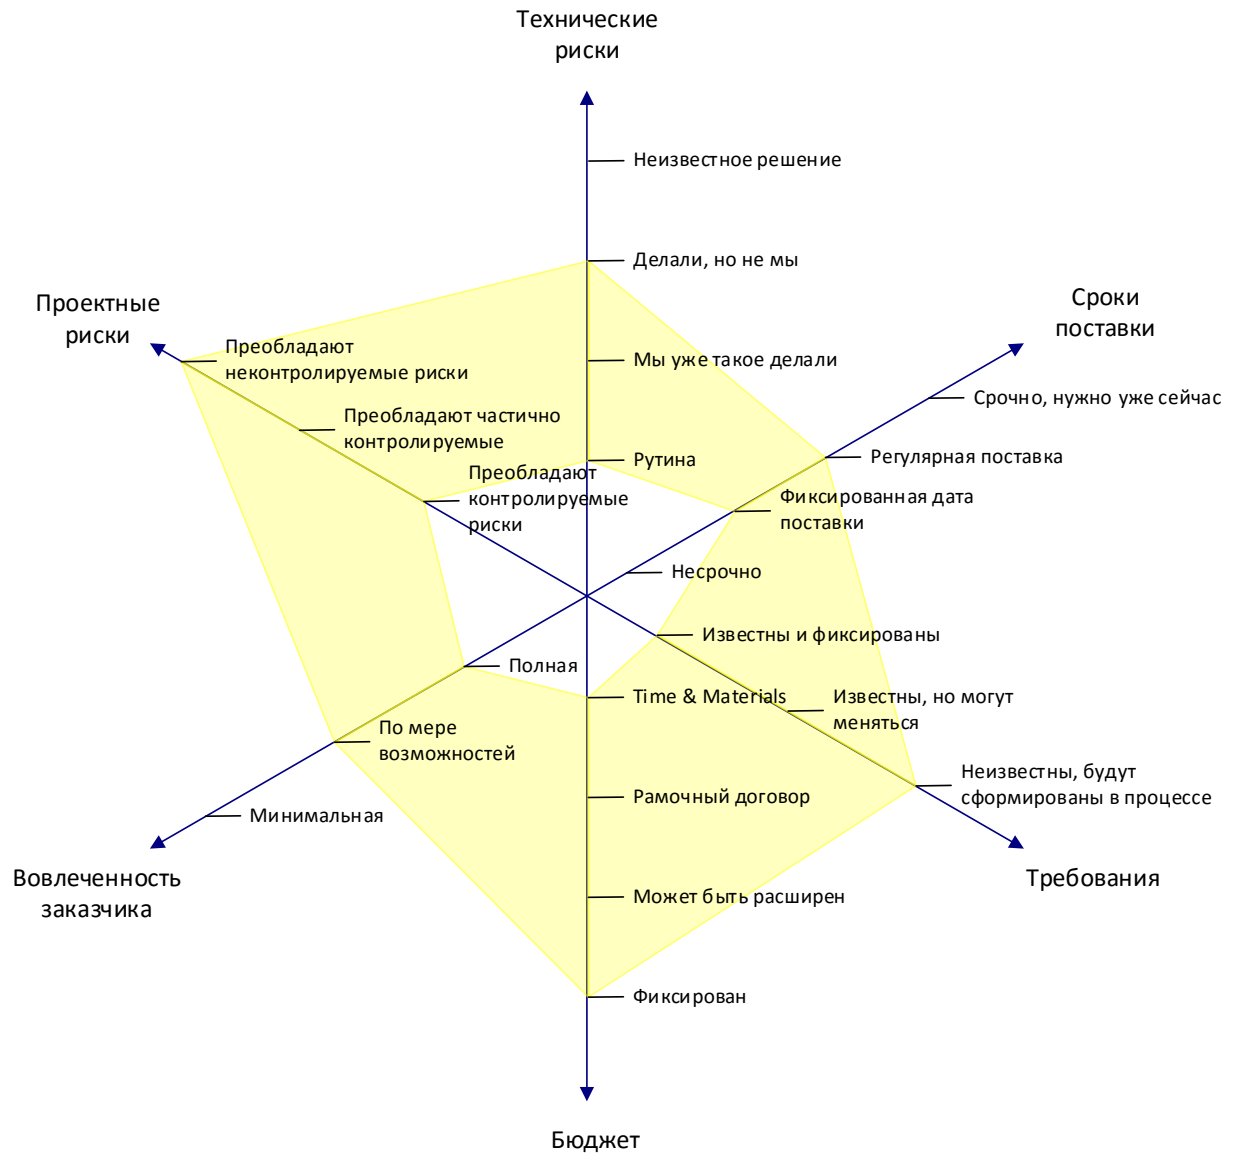 Технические
риски
Неизвестное решение
Делали, но не мы
Проектные
риски
Сроки
поставки
Преобладают
неконтролируемые риски
Мы уже такое делали
Срочно, нужно уже сейчас
Преобладают частично
контролируемые
Рутина
Регулярная поставка
Преобладают
контролируемые
риски
Фиксированная дата
поставки
Несрочно
Известны и фиксированы
Полная
Time & Materials
Известны, но могут
меняться
По мере
возможностей
Неизвестны, будут
сформированы в процессе
Рамочный договор
Минимальная
Вовлеченность
заказчика
Требования
Может быть расширен
Фиксирован
Бюджет